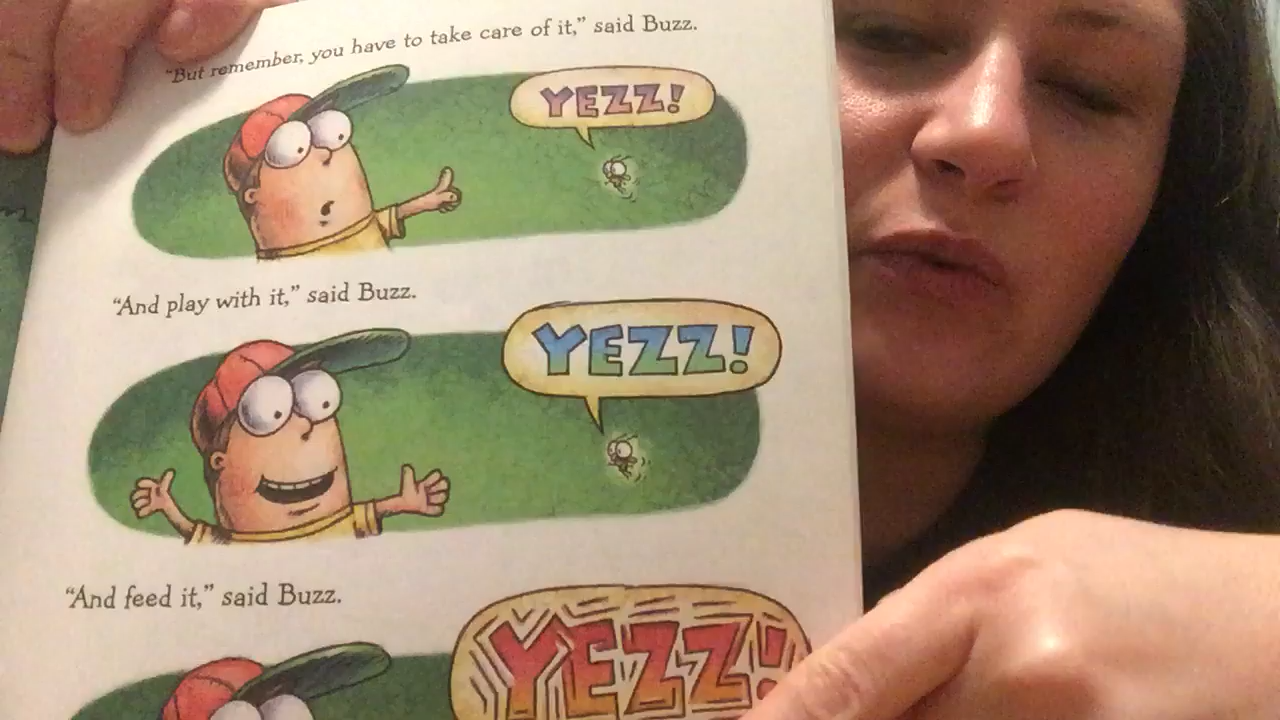 "But remember, you have to take care of it," said Buzz.
YEZZ!
"And play with it," said Buzz.
YEZZ!
"And feed it," said Buzz.
YEZZ!